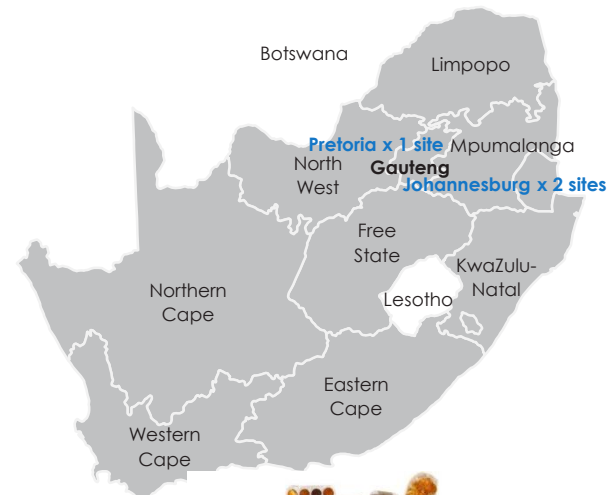 Botswana
Limpopo
Pretoria x 1 site
Mpumalanga
North
West
Gauteng
Johannesburg x 2 sites
Free
State
KwaZulu-
Natal
Lesotho
Northern
Cape
Eastern
Cape
Western
Cape